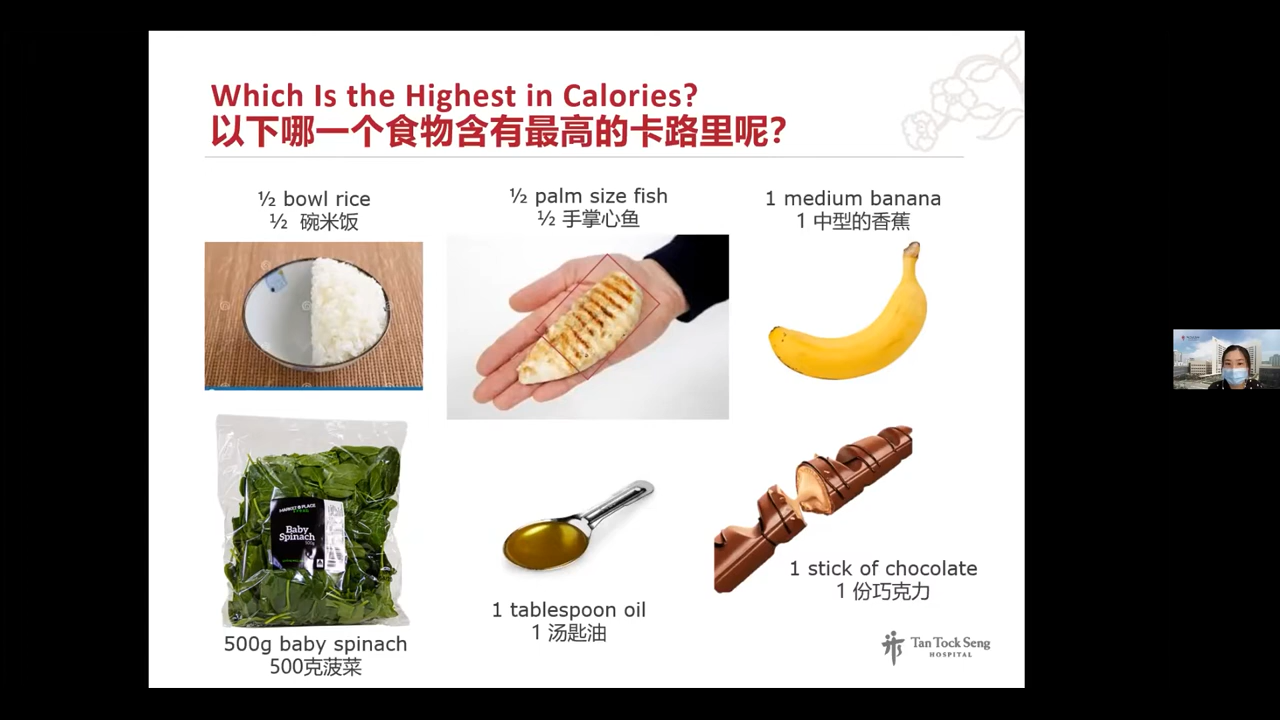 Which Is the Highest in Calories?
以下哪一个食物含有最高的卡路里呢?
½ bowl rice
½ 碗米饭
½ palm size fish
½ 手掌心鱼
1 medium banana
1 中型的香蕉
MARKET PLACE
Baby
Spinach
500g baby spinach
500克菠菜
1 tablespoon oil
1 汤匙油
1 stick of chocolate
1 份巧克力
Tan Tock Seng
HOSPITAL